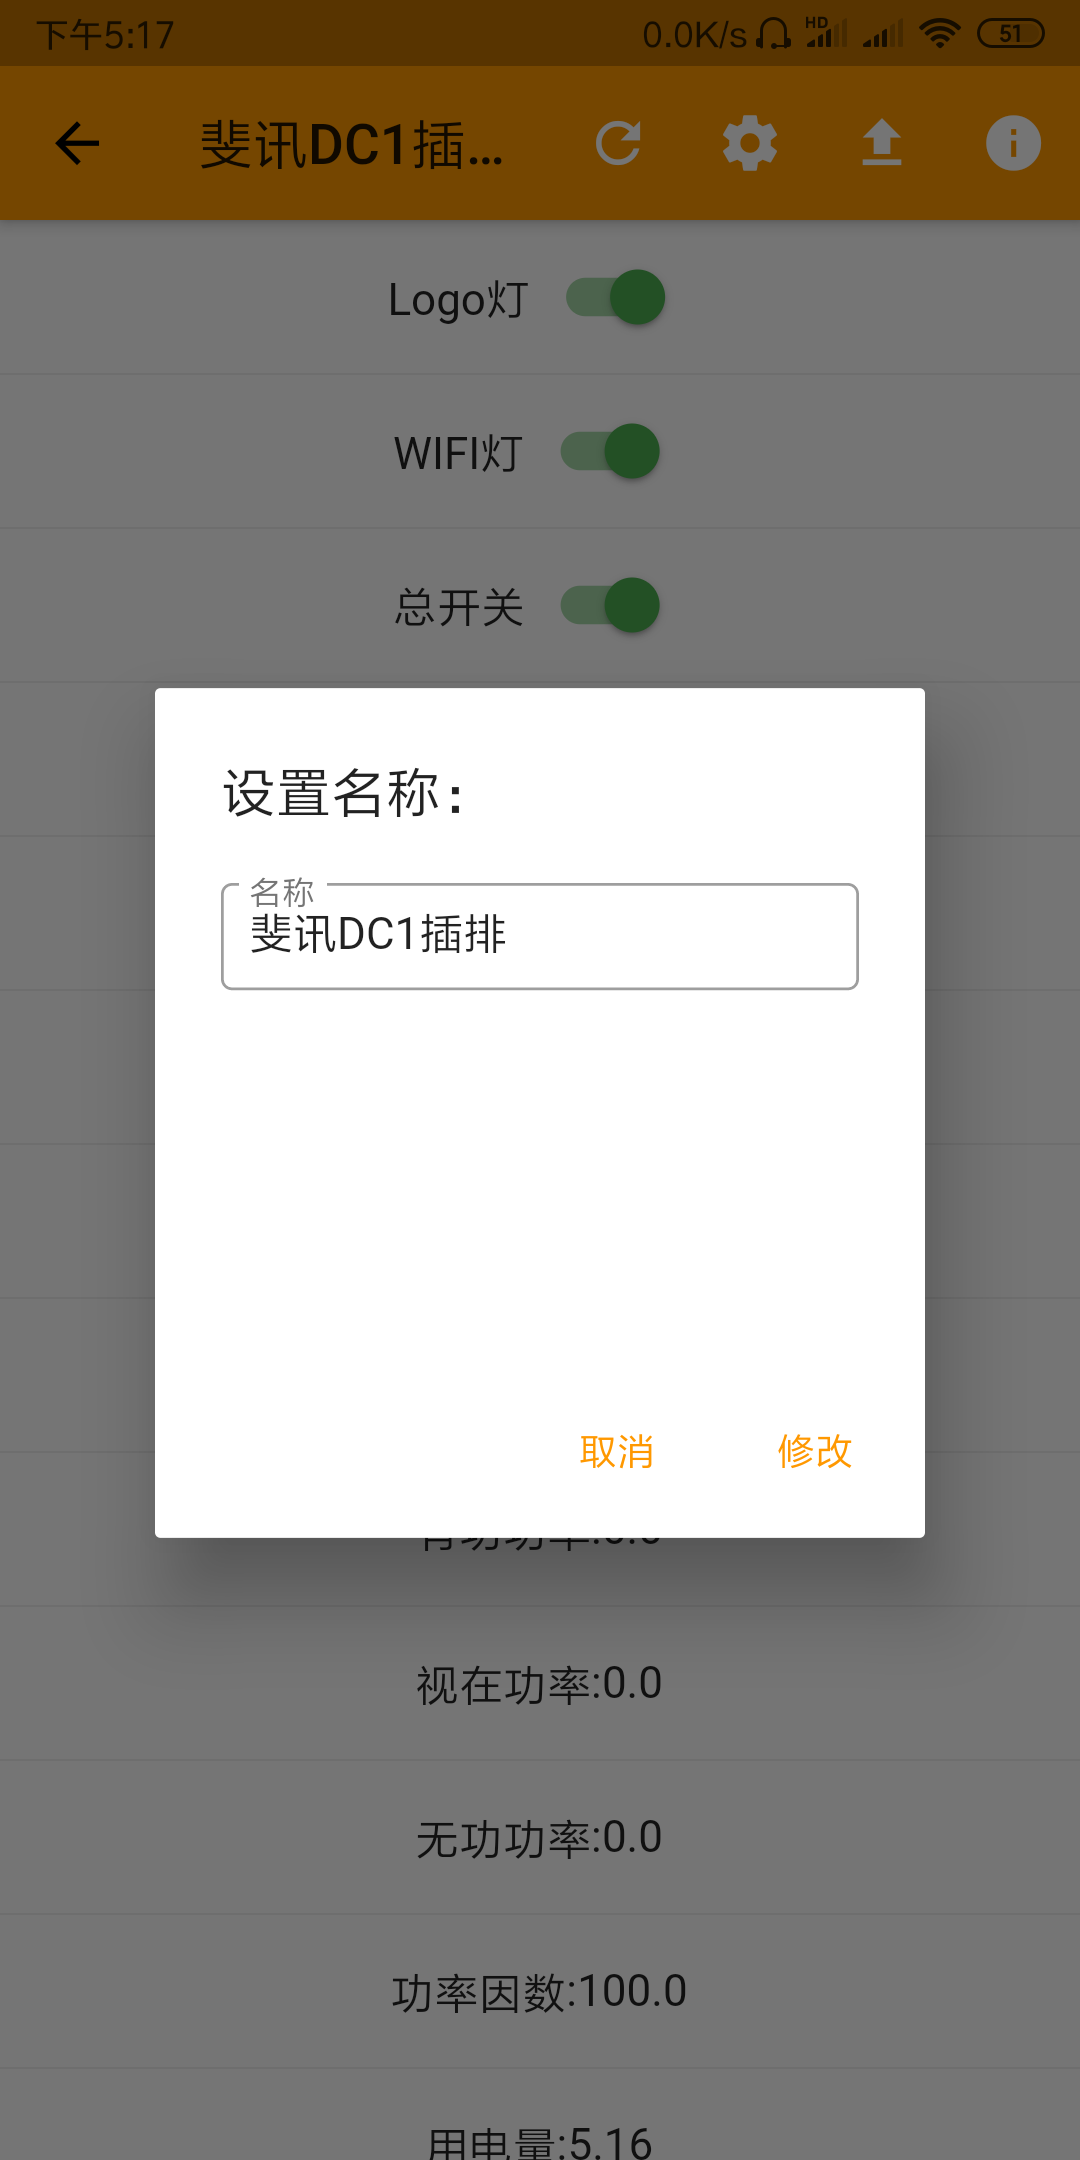 下午5:17
0.0K/s
HD
51
斐讯DC1插...
Logo灯
WIFI灯
总开关
设置名称:
名称
斐讯DC1插排
取消
修改
视在功率:0.0
无功功率:0.0
功率因数:100.0
用电量:5.16